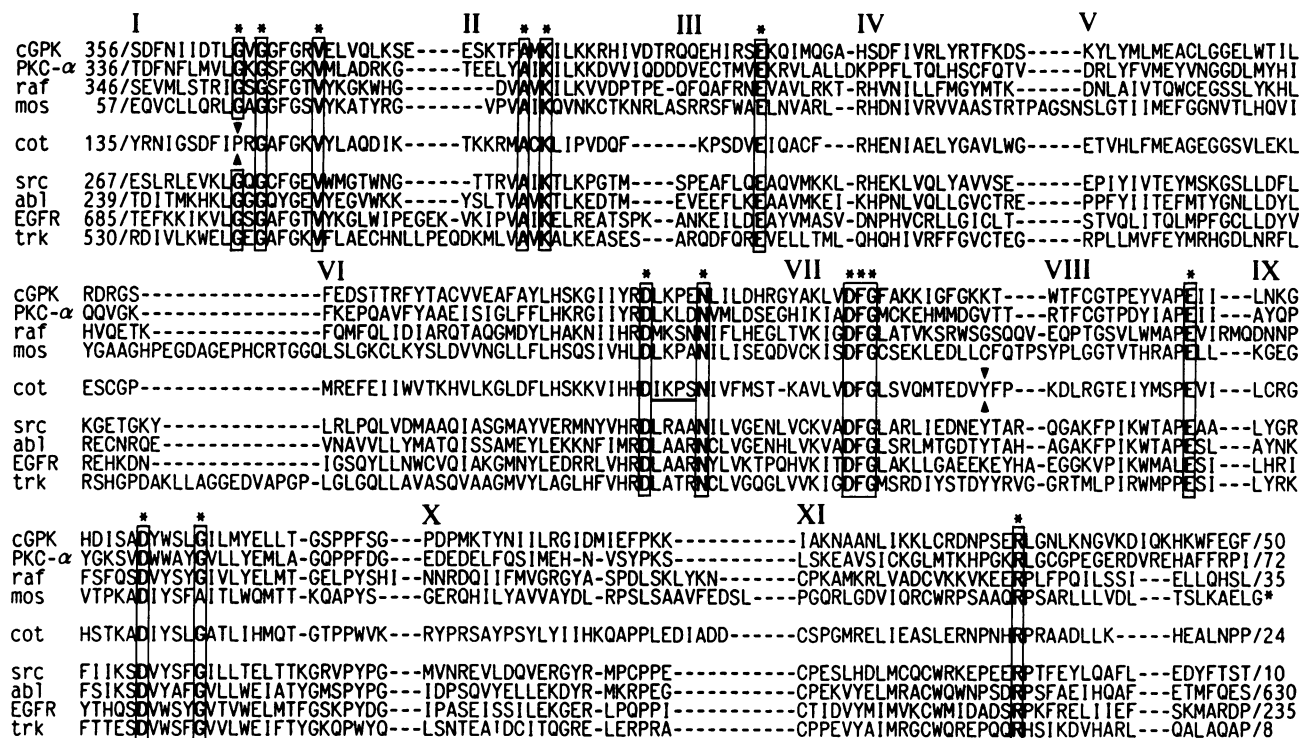 I II III IV V
* * * * * *
cGPK 356/SDFNIIDTLGVGGFGRVELVQLKSE----ESKTFAMKILKKRHIVDTRQQEHIRSEKQIMQGA-HSDFIVRLYRTFKDS-----KYLYMLMEACLGGELWTIL
PKC-α 336/TDFNFLMVLGKGSFGKVMLADRKG-----TEELYAIKILKKDVVIQDDDVECTMVEKRVLALLDKPPFLTQLHSCFQTV-----DRLYFVMEYVNGGDLMYHI
raf 346/SEVMLSTRIGSGSFGTVYKGKWHG--------DVAVKILKVVDPTPE-QFQAFRNEVAVLRKT-RHVNILLFMGYMTK------DNLAIVTQWCEGSSLYKHL
mos 57/EQVCLLQRLGAGGFGSVYKATYRG-------VPVAIKQVNKCTKNRLASRRSFWAELNVARL--RHDNIVRVVAASTRTPAGSNSLGTIIMEFGGNVTLHQVI
cot 135/YRNIGSDFIPRGAFGKVYLAQDIK-----TKKRMACKLIPVDQF-----KPSDVEIQACF--RHENIAELYGAVLWG------ETVHLFMEAGEGGSVLEKL
src 267/ESLRLEVKLGQGCFGEVWMGTWNG------TTRVAIKTLKPGTM-----SPEAFLQEAQVMKKL-RHEKLVQLYAVVSE------EPIYIVTEYMSKGSLLDFL
abl 239/TDITMKHKLGGGQYGEVYEGVWKK-----YSLTVAVKTLKEDTM-----EVEEFLKEAAVMKEI-KHPNLVQLLGVCTRE-----PPFYIITEFMTYGNLLDYL
EGFR 685/TEFKKIKVLGSGAFGTVYKGLWIPEGEK-VKIPVAIKELREATSPK--ANKEILDEAYVMASV-DNPHVCRLLGICLT------STVQLITQLMPFGCLLDYV
trk 530/RDIVLKWELGEGAFGKVFLAECHNLLPEQDKMLVAVKALKEASES---ARQDFQREVELLTML-QHQHIVRFFGVCTEG-----RPLLMVFEYMRHGDLNRFL
VI VII VIII IX
* * *** *
cGPK RDRGS----------------FEDSTTRFYTACVVEAFAYLHSKGIIYRDLKPENLILDHRGYAKLVDFGFAKKIGFGKKT----WTFCGTPEYVAPEII---LNKG
PKC-α QQVGK----------------FKEPQAVFYAAEISIGLFFLHKRGIIYRDLKLDNVMLDSEGHIKIADFGMCKEHMMDGVTT----RTFCGTPDYIAPEII---AYQP
raf HVQETK---------------FQMFQLIDIARQTAQGMDYLHAKNIIHRDMKSNNIFLHEGLTVKIGDFGLATVKSRWSGSQQV-EQPTGSVLWMAPEVIRMQDNNP
mos YGAAGHPEGDAGEPHCRTGGQLSLGKCLKYSLDVVNGLLFLHSQSIVHLDLKPANILISEQDVCKISDFGCSEKLEDLLCFQTPSYPLGGTVTHRAPELL---KGEG
cot ESCGP----------------MREFEIIWVTKHVLKGLDFLHSKKVIHHDIKPSNIVFMST-KAVLVDFGLSVQMTEDVYFP---KDLRGTEIYMSPEVI---LCRG
src KGETGKY--------------LRLPQLVDMAAQIASGMAYVERMNYVHRDLRAANILVGENLVCKVADFGLARLIEDNEYTAR---QGAKFPIKWTAPEAA---LYGR
abl RECNRQE--------------VNAVVLLYMATQISSAMEYLEKKNFIMRDLAARNCLVGENHLVKVADFGLSRLMTGDTYTAH---AGAKFPIKWTAPESL---AYNK
EGFR REHKDN---------------IGSQYLLNWCVQIAKGMNYLEDRRLVHRDLAARNVLVKTPQHVKITDFGLAKLLGAEEKEYHA-EGGKVPIKWMALESI---LHRI
trk RSHGPDAKLLAGGEDVAPGP-LGLGQLLAVASQVAAGMVYLAGLHFVHRDLATRNCLVGQGLVVKIGDFGMSRDIYSTDYYRVG-GRTMLPIRWMPPESI---LYRK
X XI
* * *
cGPK HDISADYWSLGILMYELLT-GSPPFSG---PDPMKTYNIILRGIDMIEFPKK----------IAKNAANLIKKLCRDNPSERLGNLKNGVKDIQKHKWFEGF/50
PKC-α YGKSVDWWAYGVLLYEMLA-GQPPFDG---EDEDELFQSIMEH-NVSYPKS-----------LSKEAVSICKGLMTKHPGKRLGCGPEGERDVREHAFFRPI/72
raf FSFQSDVYSYGIVLYELMT-GELPYSHI--NNRDQIIFMVGRGYA-SPDLSKLYKN------CPKAMKRLVADCVKKVKEERPLFPQILSSI---ELLQHSL/35
mos VTPKADIYSFAITLWQMTT-KQAPYS----GERQHILYAVVAYDL-RPSLSAAVFEDSL---PGQRLGDVIQRCWRPSAAQRPSARLLLVDL---TSLKAELG*
cot HSTKADIYSLGATLIHMQT-GTPPWVK---RYPRSAYPSYLYIIHKQAPPLEDIADD-----CSPGMRELIEASLERNPNHRPRAADLLK-----HEALNPP/24
src FIIKSDVYSFGILLTELTTKGRVPYPG---MVNREVLDQVERGYR-MPCPPE----------CPESLHDLMCQCWRKEPEERPTFEYLQAFL---EDYFTST/10
abl FSIKSDVYAFGVLLWEIATYGMSPYPG---IDPSQVYELLEKDYR-MKRPEG----------CPEKVYELMRACWQWNPSDRPSFAEIHQAF---ETMFQES/630
EGFR YTHQSDVWSYGVTVWELMTFGSKPYDG---IPASEISSILEKGER-LPQPPI----------CTIDVYMIMVKCWMIDADSRPKFRELIIEF---SKMARDP/235
trk FTTESDVWSLGVVLWEIFTYGKQPWYQ---LSNTEAIDCITQGRE-LERPRA----------CPPEVYAIMRGCWQREPQQRHSIKDVHARL---QALAQAP/8